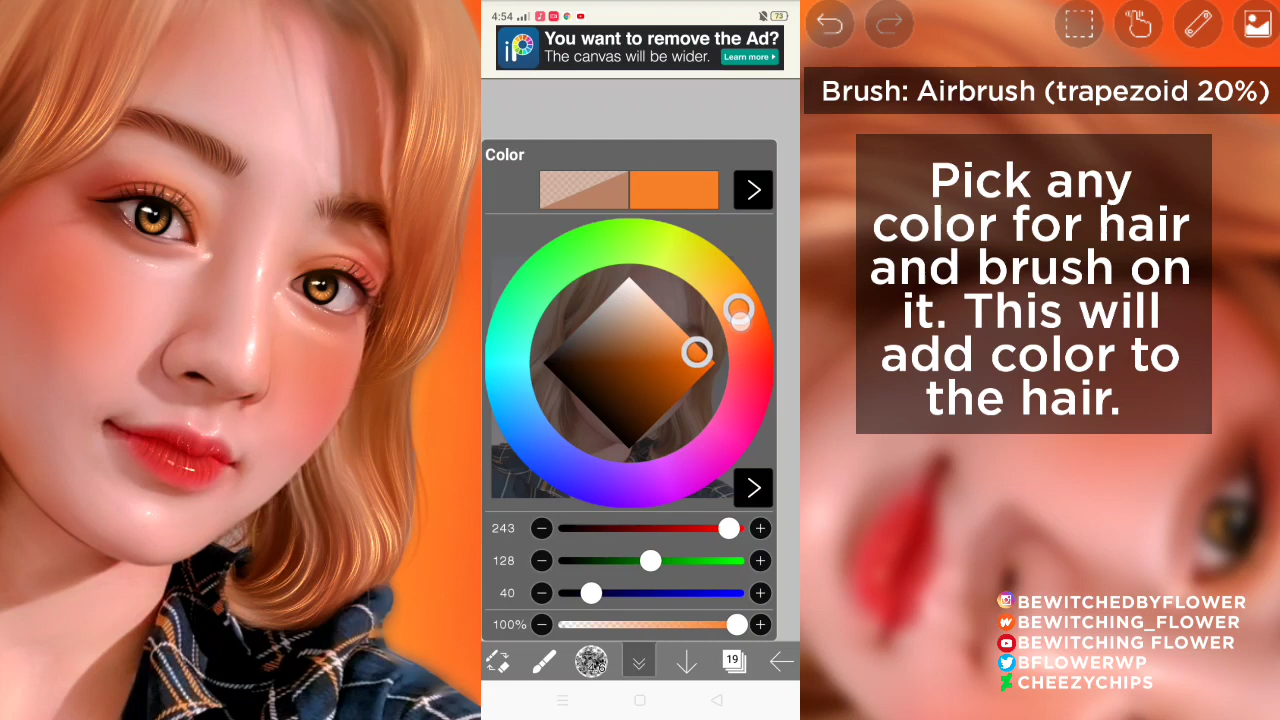 4:54
73
iP
You want to remove the Ad?
The canvas will be wider.
Learn more
Color
243
128
40
100%
19
Brush: Airbrush (trapezoid 20%)
Pick any
color for hair
and brush on
it. This will
add color to
the hair.
BEWITCHEDBYFLOWER
BEWITCHING_FLOWER
BEWITCHING FLOWER
BFLOWERWP
CHEEZYCHIPS